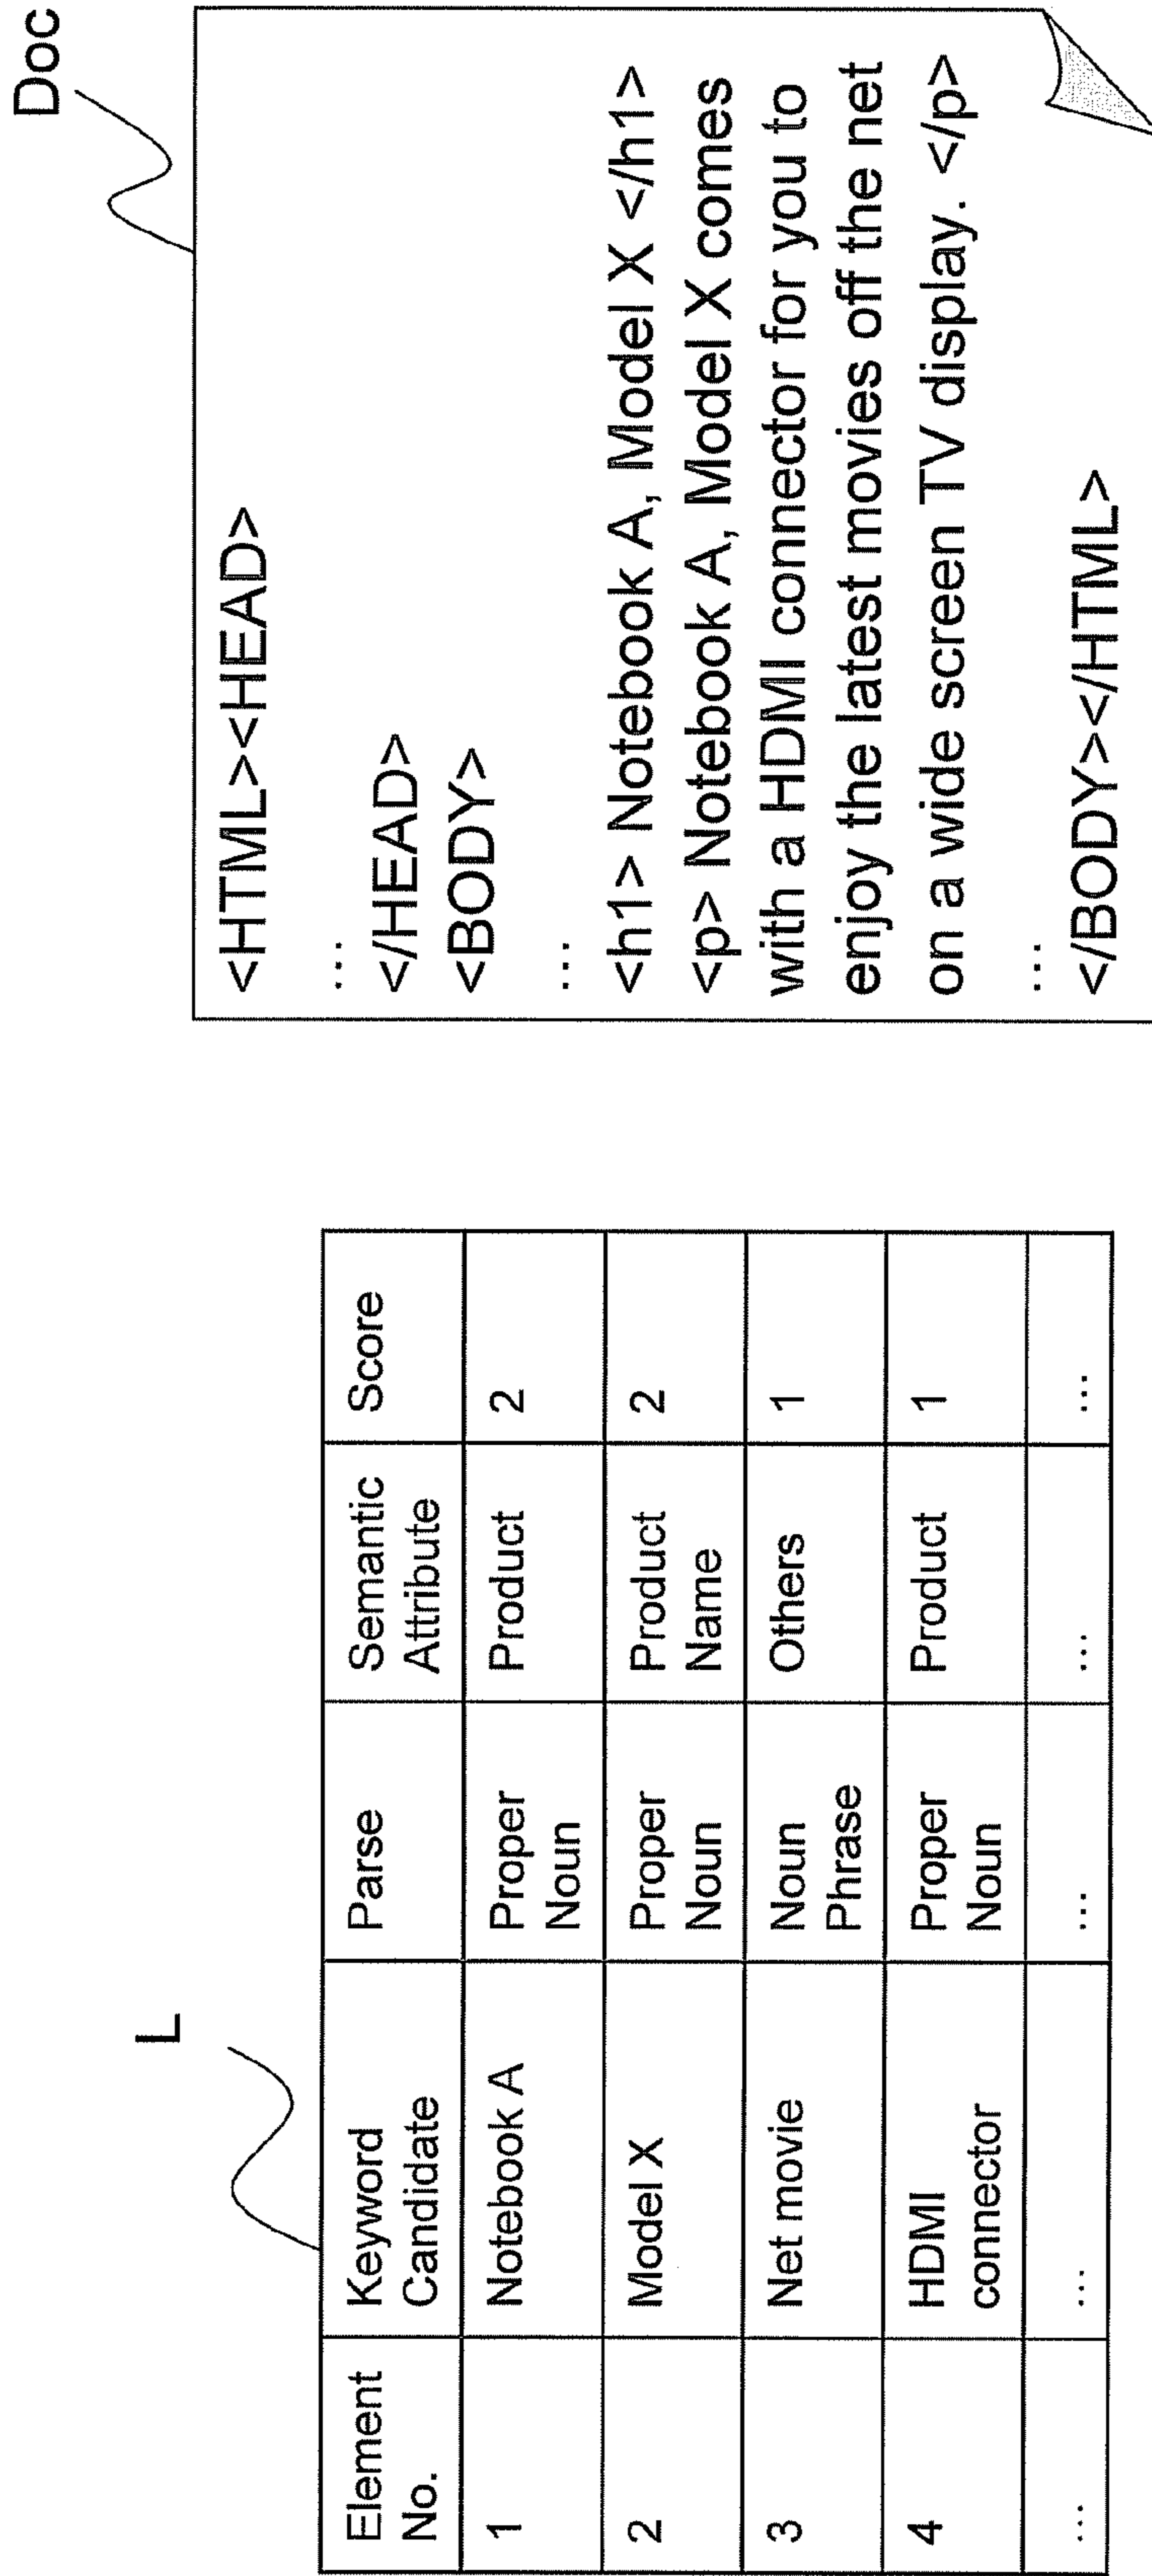 L
Element No. | Keyword Candidate | Parse | Semantic Attribute | Score
1 | Notebook A | Proper Noun | Product | 2
2 | Model X | Proper Noun | Product Name | 2
3 | Net movie | Noun Phrase | Others | 1
4 | HDMI connector | Proper Noun | Product | 1
... | ... | ... | ... | ...
Doc
<HTML><HEAD>
...
</HEAD>
<BODY>
...
<h1> Notebook A, Model X </h1>
<p> Notebook A, Model X comes
with a HDMI connector for you to
enjoy the latest movies off the net
on a wide screen TV display. </p>
...
</BODY></HTML>